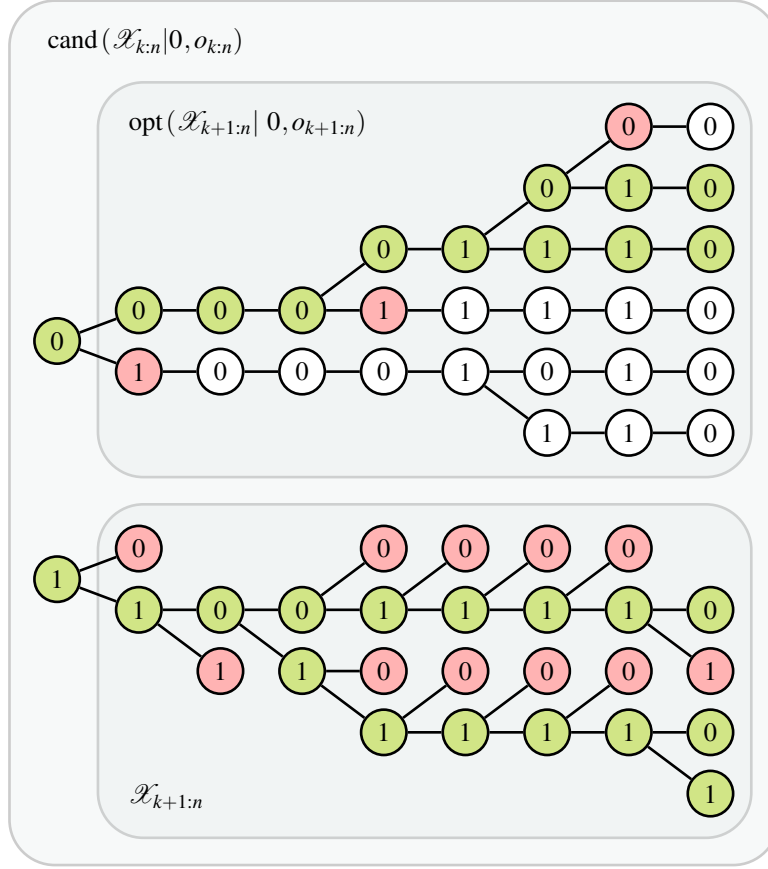 cand(𝒳ₖ:ₙ|0,oₖ:ₙ)
opt(𝒳ₖ₊₁:ₙ| 0,oₖ₊₁:ₙ)
0 0
0 1 0
0 1 1 1 0
0 0 0 1 1 1 1 0
0
1 0 0 0 1 0 1 0
1 1 0
0 0 0 0 0
1
1 0 0 1 1 1 1 0
1 1 0 0 0 0 1
1 1 1 1 0
1
𝒳ₖ₊₁:ₙ